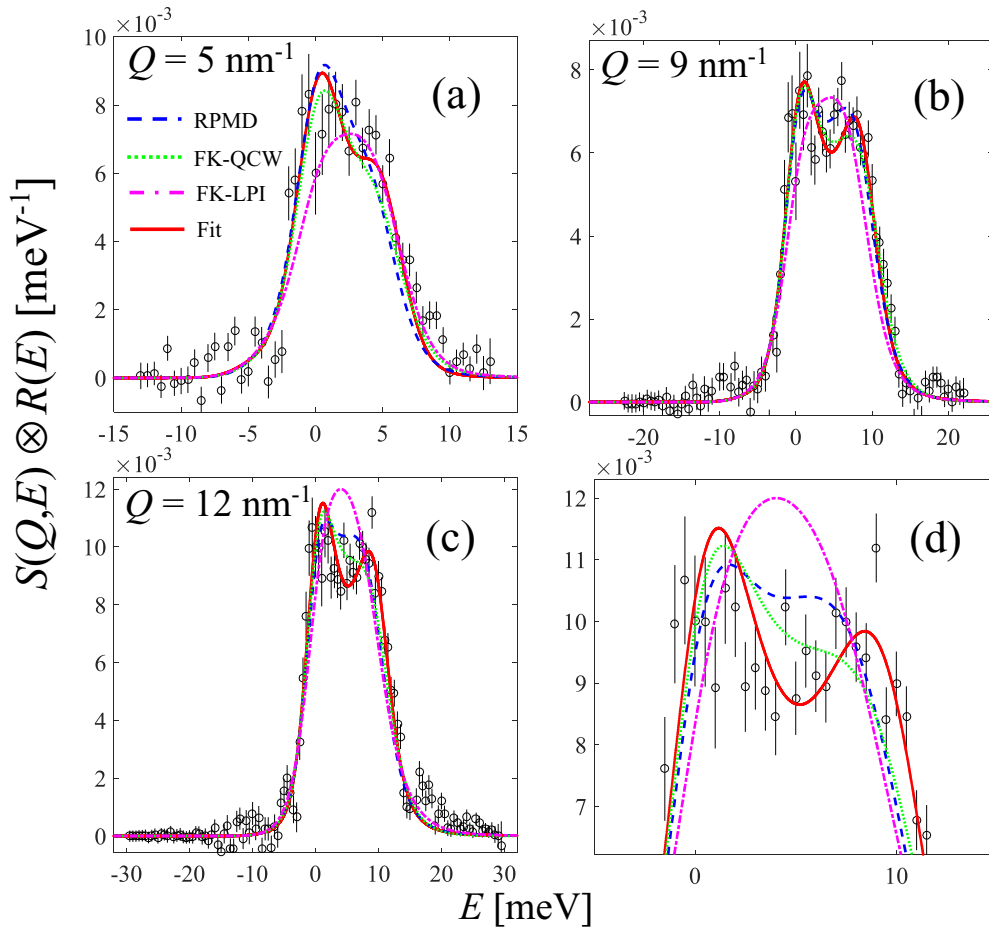 ×10⁻³
10
8
6
4
2
0
-15 -10 -5 0 5 10 15
Q = 5 nm⁻¹
(a)
RPMD
FK-QCW
FK-LPI
Fit
×10⁻³
8
6
4
2
0
-20 -10 0 10 20
Q = 9 nm⁻¹
(b)
S(Q,E) ⊗ R(E) [meV⁻¹]
×10⁻³
12
10
8
6
4
2
0
-30 -20 -10 0 10 20 30
Q = 12 nm⁻¹
(c)
×10⁻³
12
11
10
9
8
7
0 10
(d)
E [meV]